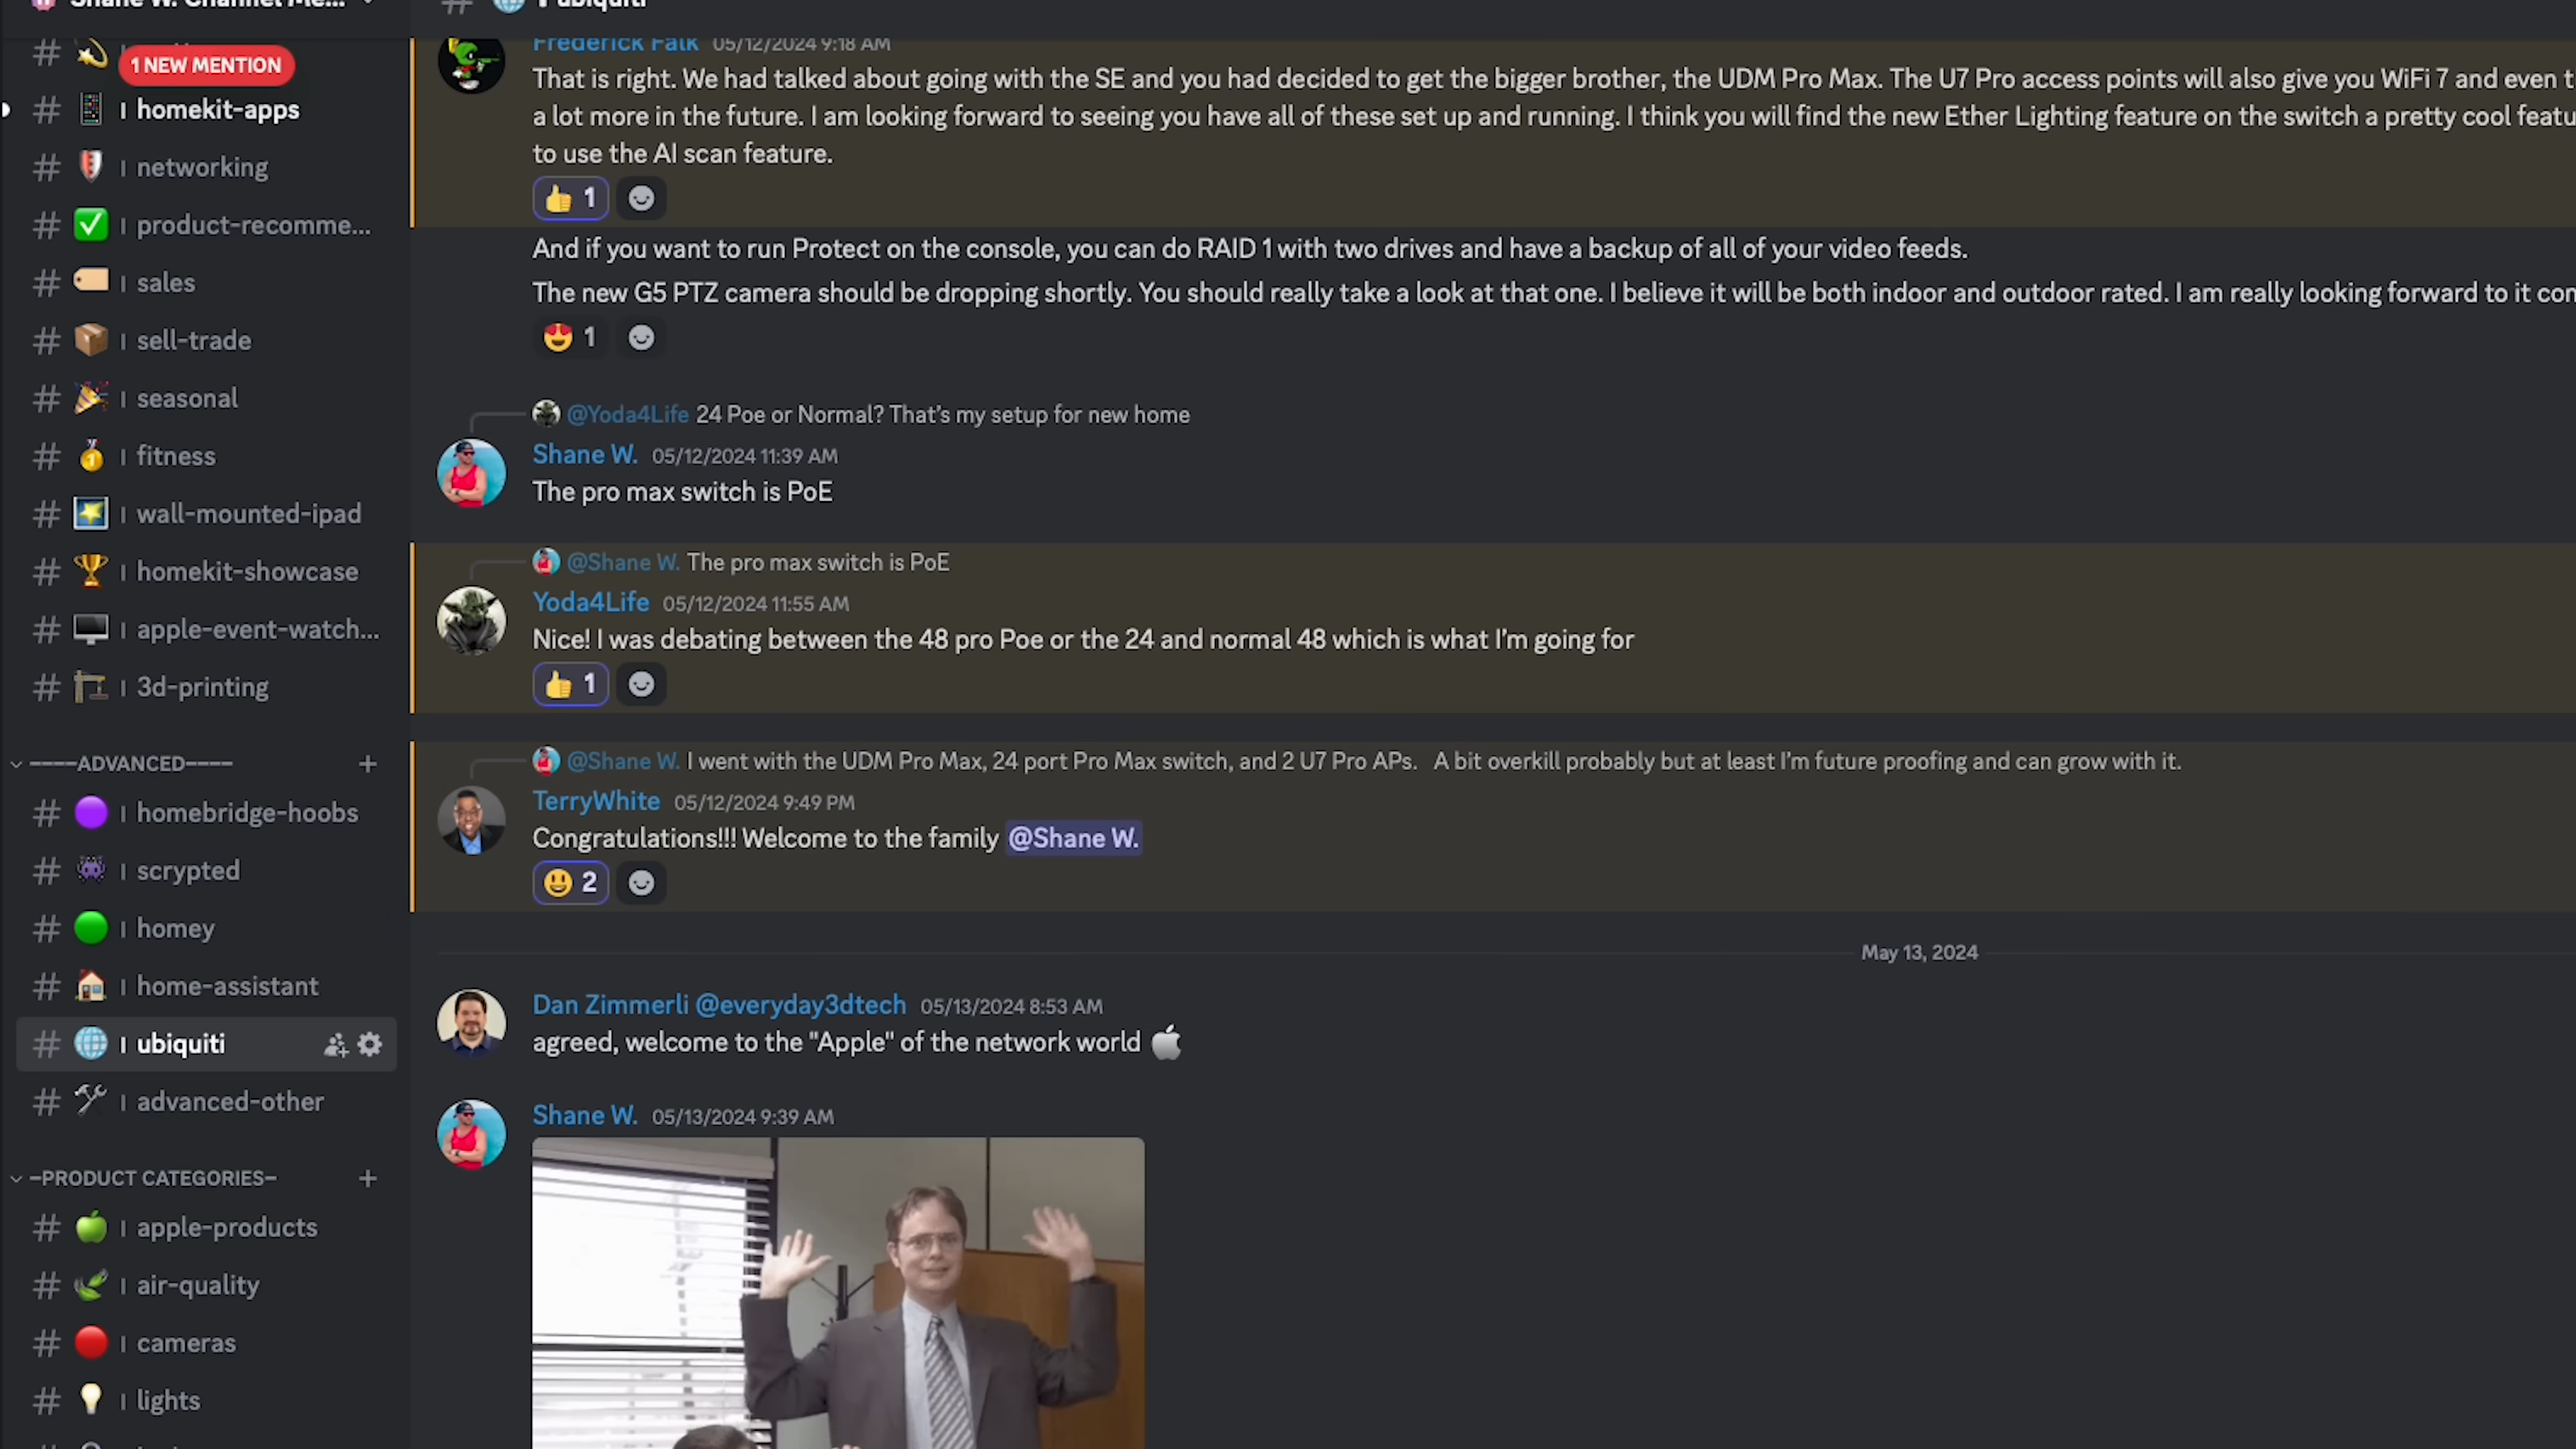 Shane W. Channel Me...
1 NEW MENTION
homekit-apps
networking
product-recomme...
sales
sell-trade
seasonal
fitness
wall-mounted-ipad
homekit-showcase
apple-event-watch...
3d-printing
----ADVANCED----
homebridge-hoobs
scrypted
homey
home-assistant
ubiquiti
advanced-other
-PRODUCT CATEGORIES-
apple-products
air-quality
cameras
lights
ubiquiti
Frederick Falk 05/12/2024 9:18 AM
That is right. We had talked about going with the SE and you had decided to get the bigger brother, the UDM Pro Max. The U7 Pro access points will also give you WiFi 7 and even
a lot more in the future. I am looking forward to seeing you have all of these set up and running. I think you will find the new Ether Lighting feature on the switch a pretty cool
to use the AI scan feature.
1
And if you want to run Protect on the console, you can do RAID 1 with two drives and have a backup of all of your video feeds.
The new G5 PTZ camera should be dropping shortly. You should really take a look at that one. I believe it will be both indoor and outdoor rated. I am really looking forward to it
1
@Yoda4Life 24 Poe or Normal? That's my setup for new home
Shane W. 05/12/2024 11:39 AM
The pro max switch is PoE
@Shane W. The pro max switch is PoE
Yoda4Life 05/12/2024 11:55 AM
Nice! I was debating between the 48 pro Poe or the 24 and normal 48 which is what I'm going for
1
@Shane W. I went with the UDM Pro Max, 24 port Pro Max switch, and 2 U7 Pro APs. A bit overkill probably but at least I'm future proofing and can grow with it.
TerryWhite 05/12/2024 9:49 PM
Congratulations!!! Welcome to the family @Shane W.
2
May 13, 2024
Dan Zimmerli @everyday3dtech 05/13/2024 8:53 AM
agreed, welcome to the "Apple" of the network world
Shane W. 05/13/2024 9:39 AM